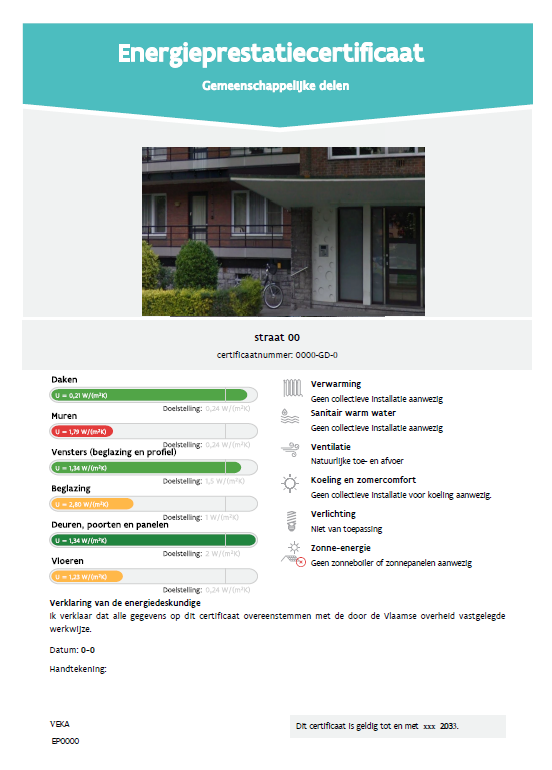 Energieprestatiecertificaat
Gemeenschappelijke delen
straat 00
certificaatnummer: 0000-GD-0
Daken
U = 0,21 W/(m²K)
Doelstelling: 0,24 W/(m²K)
Muren
U = 1,79 W/(m²K)
Doelstelling: 0,24 W/(m²K)
Vensters (beglazing en profiel)
U = 1,34 W/(m²K)
Doelstelling: 1,5 W/(m²K)
Beglazing
U = 2,80 W/(m²K)
Doelstelling: 1 W/(m²K)
Deuren, poorten en panelen
U = 1,34 W/(m²K)
Doelstelling: 2 W/(m²K)
Vloeren
U = 1,25 W/(m²K)
Doelstelling: 0,24 W/(m²K)
Verwarming
Geen collectieve installatie aanwezig
Sanitair warm water
Geen collectieve installatie aanwezig
Ventilatie
Natuurlijke toe- en afvoer
Koeling en zomercomfort
Geen collectieve installatie voor koeling aanwezig.
Verlichting
Niet van toepassing
Zonne-energie
Geen zonneboiler of zonnepanelen aanwezig
Verklaring van de energiedeskundige
Ik verklaar dat alle gegevens op dit certificaat overeenstemmen met de door de Vlaamse overheid vastgelegde
werkwijze.
Datum: 0-0
Handtekening:
VEKA
EP0000
Dit certificaat is geldig tot en met xxx 2033.